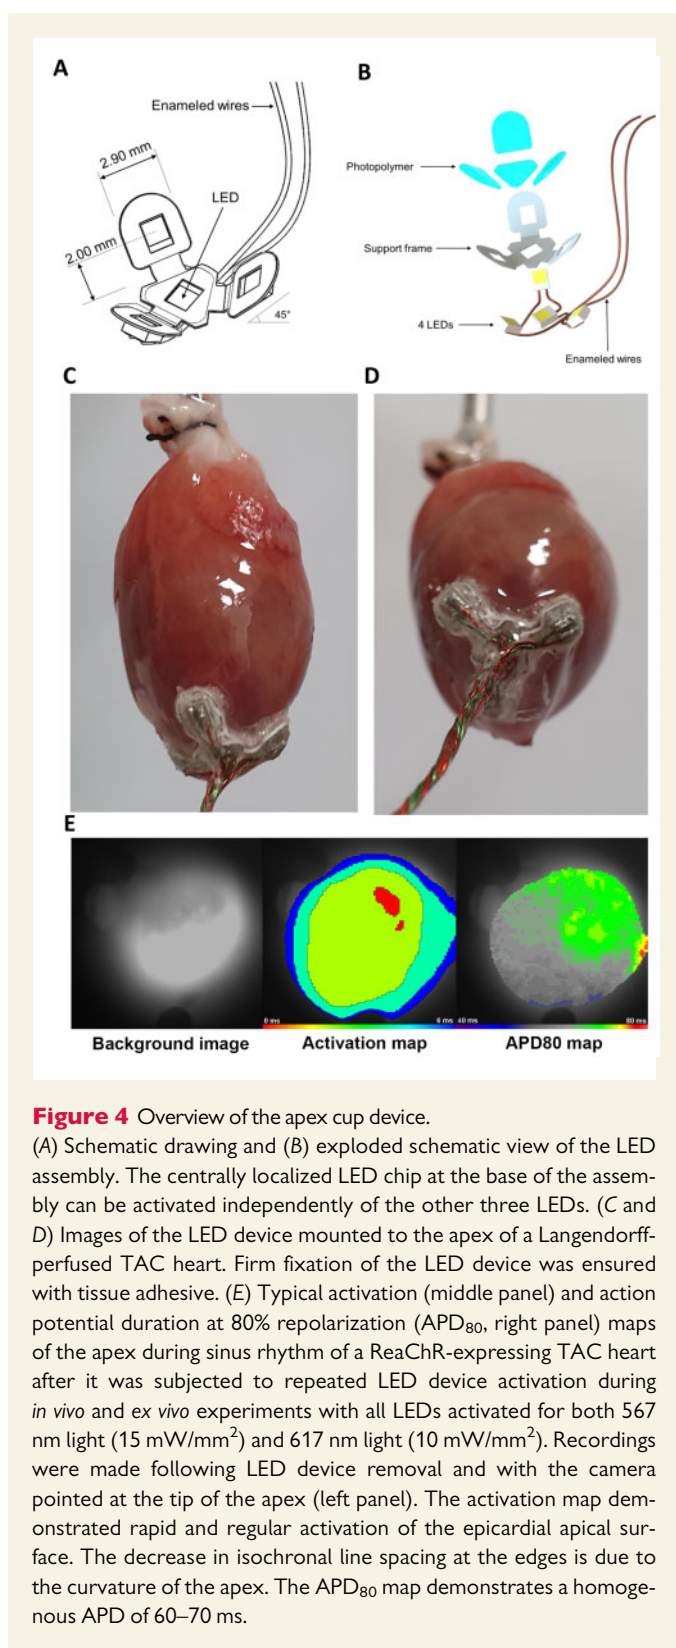 A
Enameled wires
2.90 mm
LED
2.00 mm
45°
B
Photopolymer
Support frame
4 LEDs
Enameled wires
C
D
E
0 ms
6 ms
40 ms
80 ms
Background image
Activation map
APD80 map
Figure 4 Overview of the apex cup device.
(A) Schematic drawing and (B) exploded schematic view of the LED
assembly. The centrally localized LED chip at the base of the assem-
bly can be activated independently of the other three LEDs. (C and
D) Images of the LED device mounted to the apex of a Langendorff-
perfused TAC heart. Firm fixation of the LED device was ensured
with tissue adhesive. (E) Typical activation (middle panel) and action
potential duration at 80% repolarization (APD80, right panel) maps
of the apex during sinus rhythm of a ReaChR-expressing TAC heart
after it was subjected to repeated LED device activation during
in vivo and ex vivo experiments with all LEDs activated for both 567
nm light (15 mW/mm2) and 617 nm light (10 mW/mm2). Recordings
were made following LED device removal and with the camera
pointed at the tip of the apex (left panel). The activation map dem-
onstrated rapid and regular activation of the epicardial apical sur-
face. The decrease in isochronal line spacing at the edges is due to
the curvature of the apex. The APD80 map demonstrates a homoge-
nous APD of 60–70 ms.